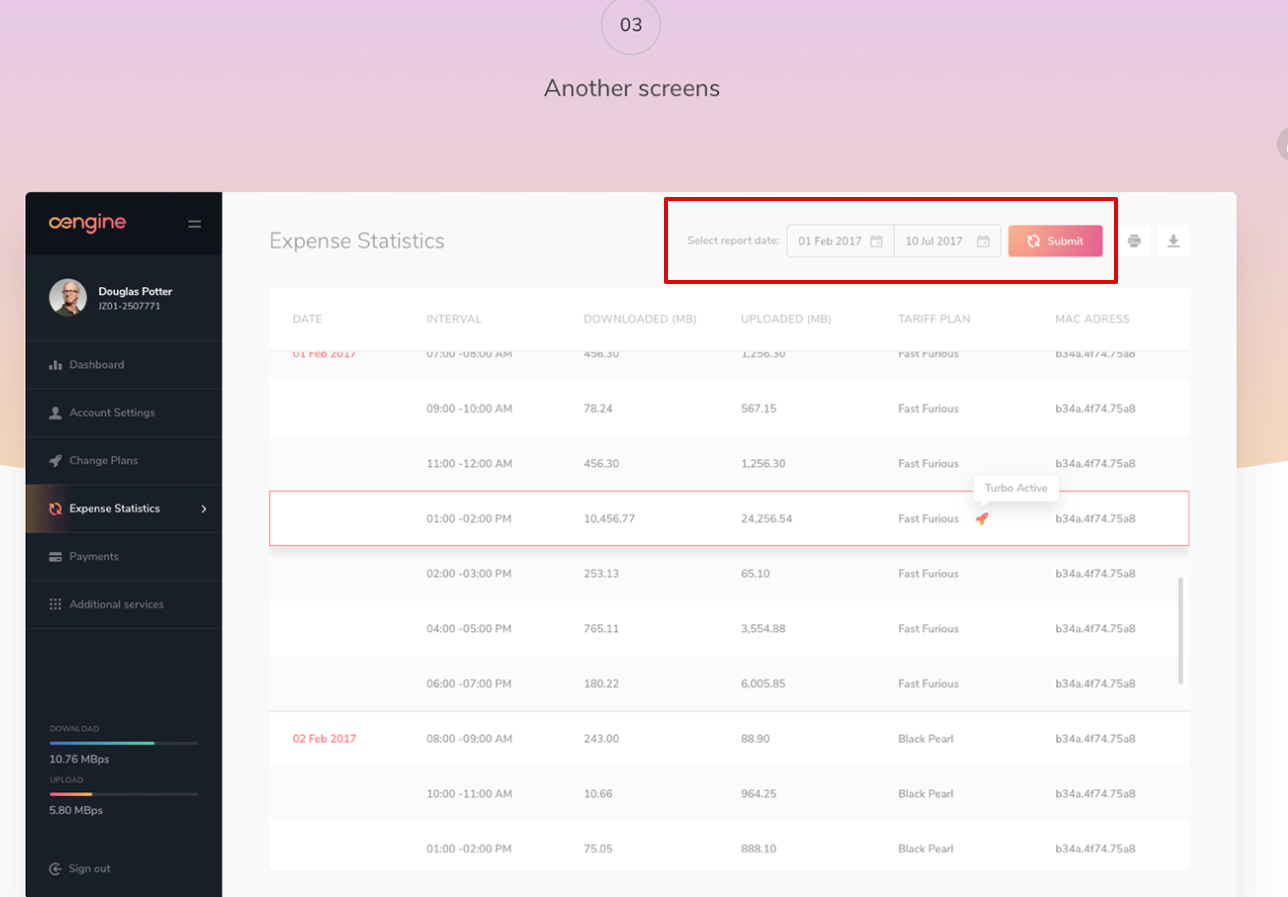 03
Another screens
œngine
Expense Statistics
Select report date: 01 Feb 2017 10 Jul 2017 Submit
Douglas Potter
JZ01-2507771
Dashboard
Account Settings
Change Plans
Expense Statistics
Payments
Additional services
DOWNLOAD
10.76 MBps
UPLOAD
5.80 MBps
Sign out
DATE INTERVAL DOWNLOADED (MB) UPLOADED (MB) TARIFF PLAN MAC ADRESS
01 Feb 2017 07:00 -08:00 AM 456.30 1,256.30 Fast Furious b34a.4f74.75a8
09:00 -10:00 AM 78.24 567.15 Fast Furious b34a.4f74.75a8
11:00 -12:00 AM 456.30 1,256.30 Fast Furious b34a.4f74.75a8
Turbo Active
01:00 -02:00 PM 10,456.77 24,256.54 Fast Furious b34a.4f74.75a8
02:00 -03:00 PM 253.13 65.10 Fast Furious b34a.4f74.75a8
04:00 -05:00 PM 765.11 3,554.88 Fast Furious b34a.4f74.75a8
06:00 -07:00 PM 180.22 6,005.85 Fast Furious b34a.4f74.75a8
02 Feb 2017 08:00 -09:00 AM 243.00 88.90 Black Pearl b34a.4f74.75a8
10:00 -11:00 AM 10.66 964.25 Black Pearl b34a.4f74.75a8
01:00 -02:00 PM 75.05 888.10 Black Pearl b34a.4f74.75a8